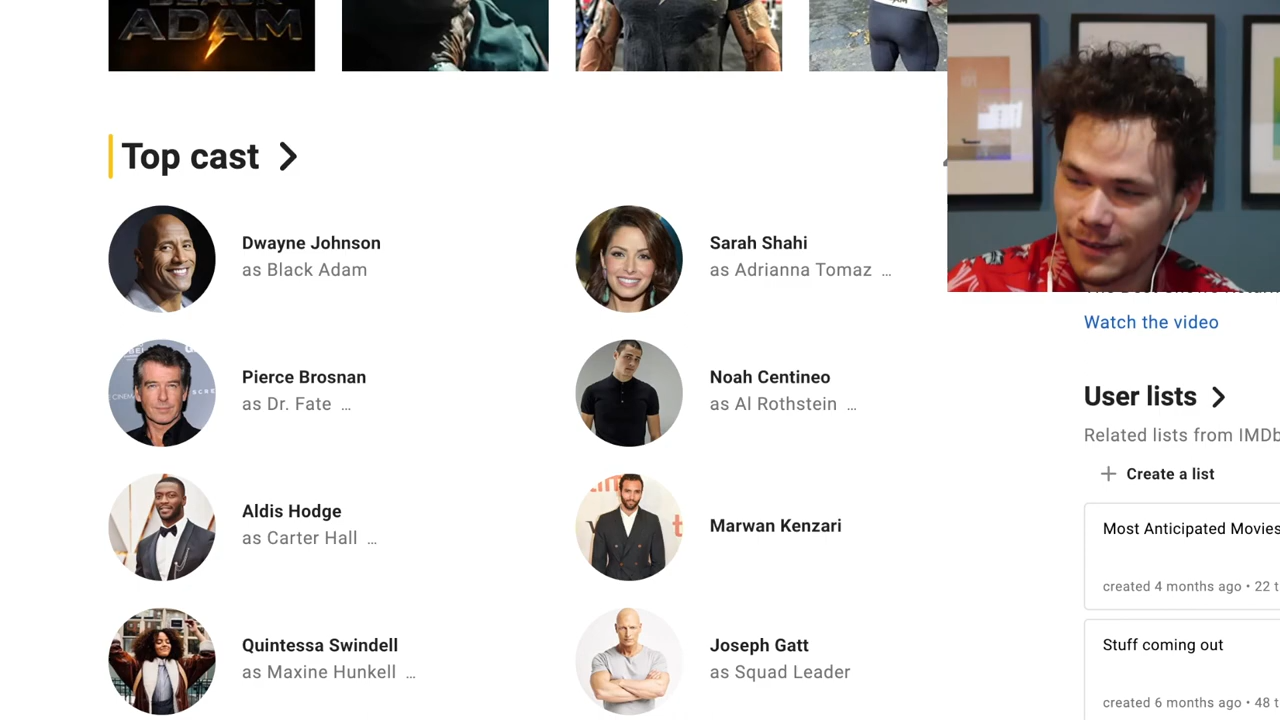 BLACK
ADAM
Top cast
Dwayne Johnson
as Black Adam
Sarah Shahi
as Adrianna Tomaz ...
Pierce Brosnan
as Dr. Fate ...
Noah Centineo
as Al Rothstein ...
Aldis Hodge
as Carter Hall ...
Marwan Kenzari
Quintessa Swindell
as Maxine Hunkell ...
Joseph Gatt
as Squad Leader
Watch the video
User lists
Related lists from IMDb
Create a list
Most Anticipated Movies
created 4 months ago • 22 t
Stuff coming out
created 6 months ago • 48 t